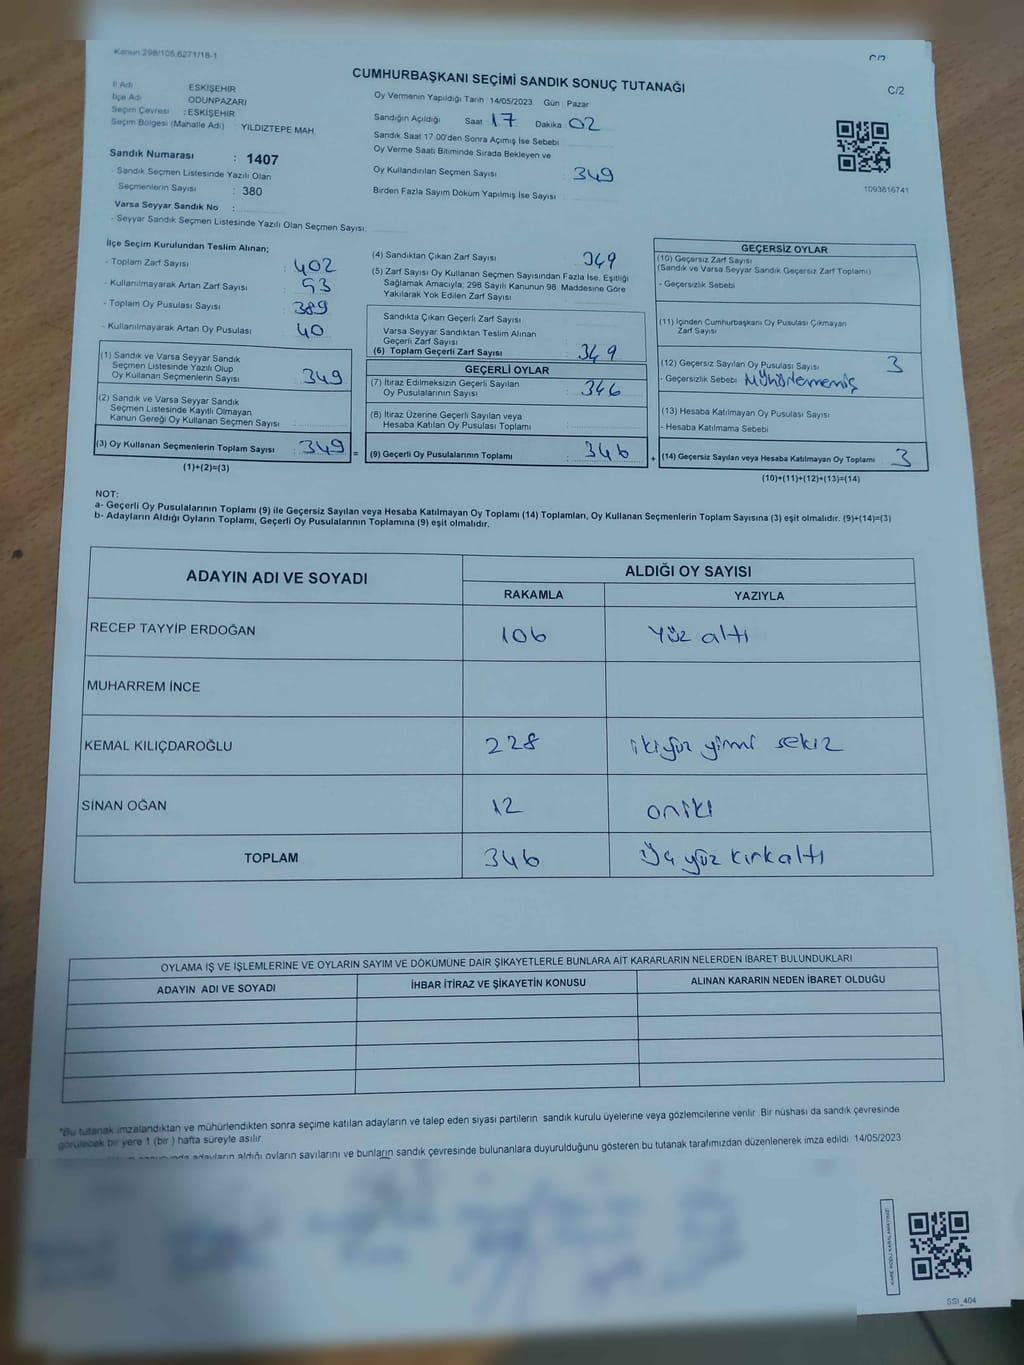 Kanun:298/105,6271/18-1
C/2
CUMHURBAŞKANI SEÇİMİ SANDIK SONUÇ TUTANAĞI
C/2
İl Adı ESKİŞEHİR
İlçe Adı ODUNPAZARI
Seçim Çevresi : ESKİŞEHİR
Seçim Bölgesi (Mahalle Adı) : YILDIZTEPE MAH
Oy Vermenin Yapıldığı Tarih 14/05/2023 Gün : Pazar
Sandığın Açıldığı Saat 17 Dakika 02
Sandık Saat 17 00'den Sonra Açımış İse Sebebi
Oy Verme Saati Bitiminde Sırada Bekleyen ve
Oy Kullandırılan Seçmen Sayısı 349
Birden Fazla Sayım Döküm Yapılmış İse Sayısı
1093816741
Sandık Numarası : 1407
- Sandık Seçmen Listesinde Yazılı Olan
Seçmenlerin Sayısı : 380
Varsa Seyyar Sandık No :
- Seyyar Sandık Seçmen Listesinde Yazılı Olan Seçmen Sayısı:
İlçe Seçim Kurulundan Teslim Alınan;
- Toplam Zarf Sayısı : 402
- Kullanılmayarak Artan Zarf Sayısı : 53
- Toplam Oy Pusulası Sayısı 389
- Kullanılmayarak Artan Oy Pusulası 40
(1) Sandık ve Varsa Seyyar Sandık
Seçmen Listesinde Yazılı Olup
Oy Kullanan Seçmenlerin Sayısı : 349
(2) Sandık ve Varsa Seyyar Sandık
Seçmen Listesinde Kayıtlı Olmayan
Kanun Gereği Oy Kullanan Seçmen Sayısı :
(3) Oy Kullanan Seçmenlerin Toplam Sayısı : 349 =
(1)+(2)=(3)
(4) Sandıktan Çıkan Zarf Sayısı 349
(5) Zarf Sayısı Oy Kullanan Seçmen Sayısından Fazla İse, Eşitliği
Sağlamak Amacıyla; 298 Sayılı Kanunun 98. Maddesine Göre
Yakılarak Yok Edilen Zarf Sayısı
Sandıkta Çıkan Geçerli Zarf Sayısı
Varsa Seyyar Sandıktan Teslim Alınan
Geçerli Zarf Sayısı
(6) Toplam Geçerli Zarf Sayısı : 349
GEÇERLİ OYLAR
(7) İtiraz Edilmeksizin Geçerli Sayılan
Oy Pusulalarının Sayısı : 346
(8) İtiraz Üzerine Geçerli Sayılan veya
Hesaba Katılan Oy Pusulası Toplamı
(9) Geçerli Oy Pusulalarının Toplamı : 346 +
GEÇERSİZ OYLAR
(10) Geçersiz Zarf Sayısı
(Sandık ve Varsa Seyyar Sandık Geçersiz Zarf Toplamı)
- Geçersizlik Sebebi
(11) İçinden Cumhurbaşkanı Oy Pusulası Çıkmayan
Zarf Sayısı
(12) Geçersiz Sayılan Oy Pusulası Sayısı 3
- Geçersizlik Sebebi Mühürlenmemiş
(13) Hesaba Katılmayan Oy Pusulası Sayısı
- Hesaba Katılmama Sebebi
(14) Geçersiz Sayılan veya Hesaba Katılmayan Oy Toplamı 3
(10)+(11)+(12)+(13)=(14)
NOT:
a- Geçerli Oy Pusulalarının Toplamı (9) ile Geçersiz Sayılan veya Hesaba Katılmayan Oy Toplamı (14) Toplamları, Oy Kullanan Seçmenlerin Toplam Sayısına (3) eşit olmalıdır. (9)+(14)=(3)
b- Adayların Aldığı Oyların Toplamı, Geçerli Oy Pusulalarının Toplamına (9) eşit olmalıdır.
ADAYIN ADI VE SOYADI
ALDIĞI OY SAYISI
RAKAMLA YAZIYLA
RECEP TAYYİP ERDOĞAN 106 Yüz altı
MUHARREM İNCE
KEMAL KILIÇDAROĞLU 228 ikiyüz yirmi sekiz
SİNAN OĞAN 12 oniki
TOPLAM 346 Üç yüz kırkaltı
OYLAMA İŞ VE İŞLEMLERİNE VE OYLARIN SAYIM VE DÖKÜMÜNE DAİR ŞİKAYETLERLE BUNLARA AİT KARARLARIN NELERDEN İBARET BULUNDUKLARI
ADAYIN ADI VE SOYADI İHBAR İTİRAZ VE ŞİKAYETİN KONUSU ALINAN KARARIN NEDEN İBARET OLDUĞU
*Bu tutanak imzalandıktan ve mühürlendikten sonra seçime katılan adayların ve talep eden siyasi partilerin sandık kurulu üyelerine veya gözlemcilerine verilir. Bir nüshası da sandık çevresinde
görülecek bir yere 1 (bir ) hafta süreyle asılır.
adayların aldığı oyların sayılarını ve bunların sandık çevresinde bulunanlara duyurulduğunu gösteren bu tutanak tarafımızdan düzenlenerek imza edildi 14/05/2023
SSI_404